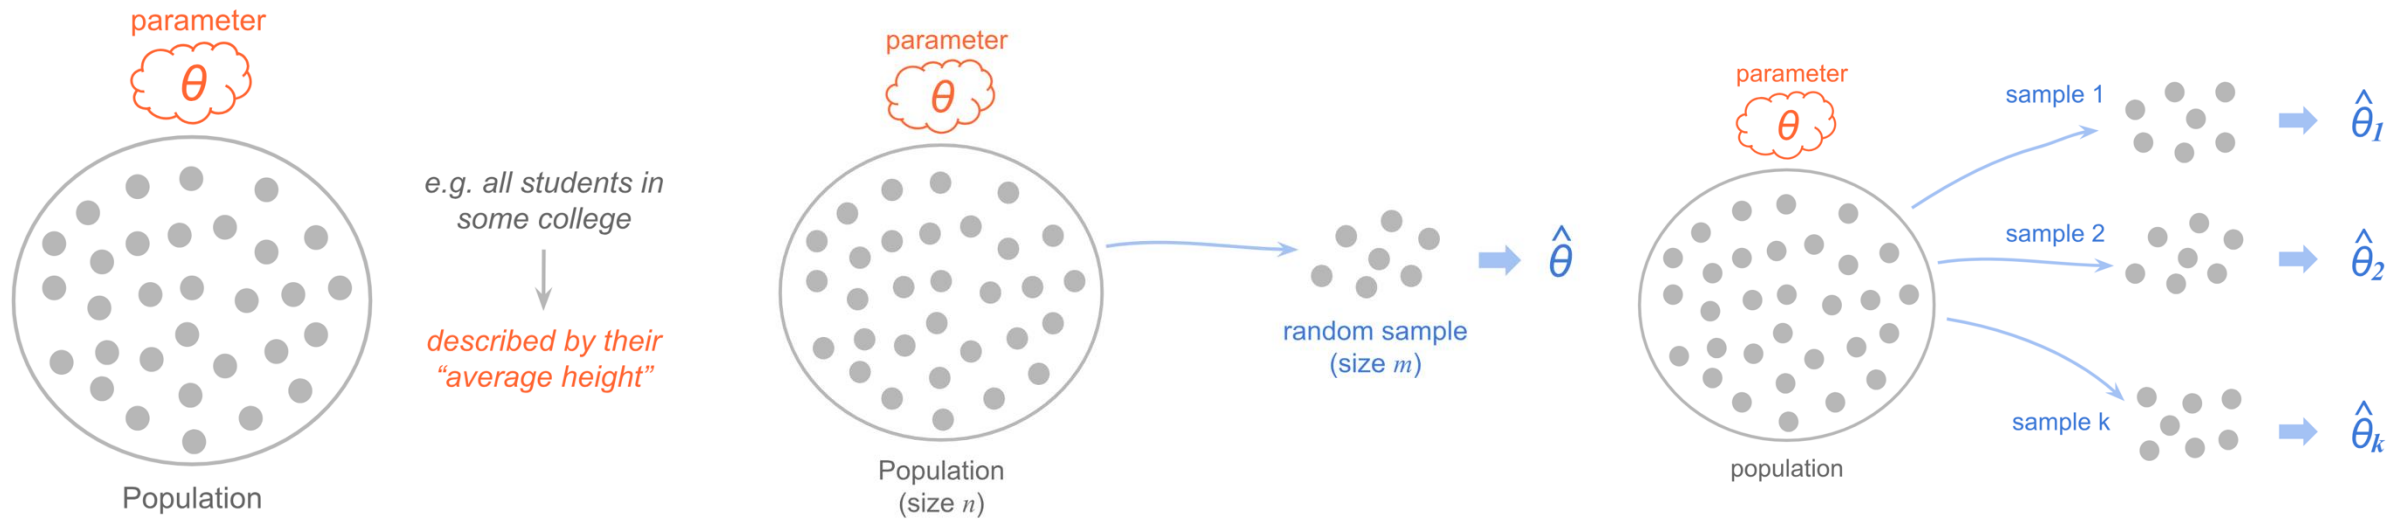 parameter
θ
Population
e.g. all students in
some college
described by their
“average height”
parameter
θ
Population
(size n)
random sample
(size m)
θ̂
parameter
θ
population
sample 1
θ̂1
sample 2
θ̂2
sample k
θ̂k